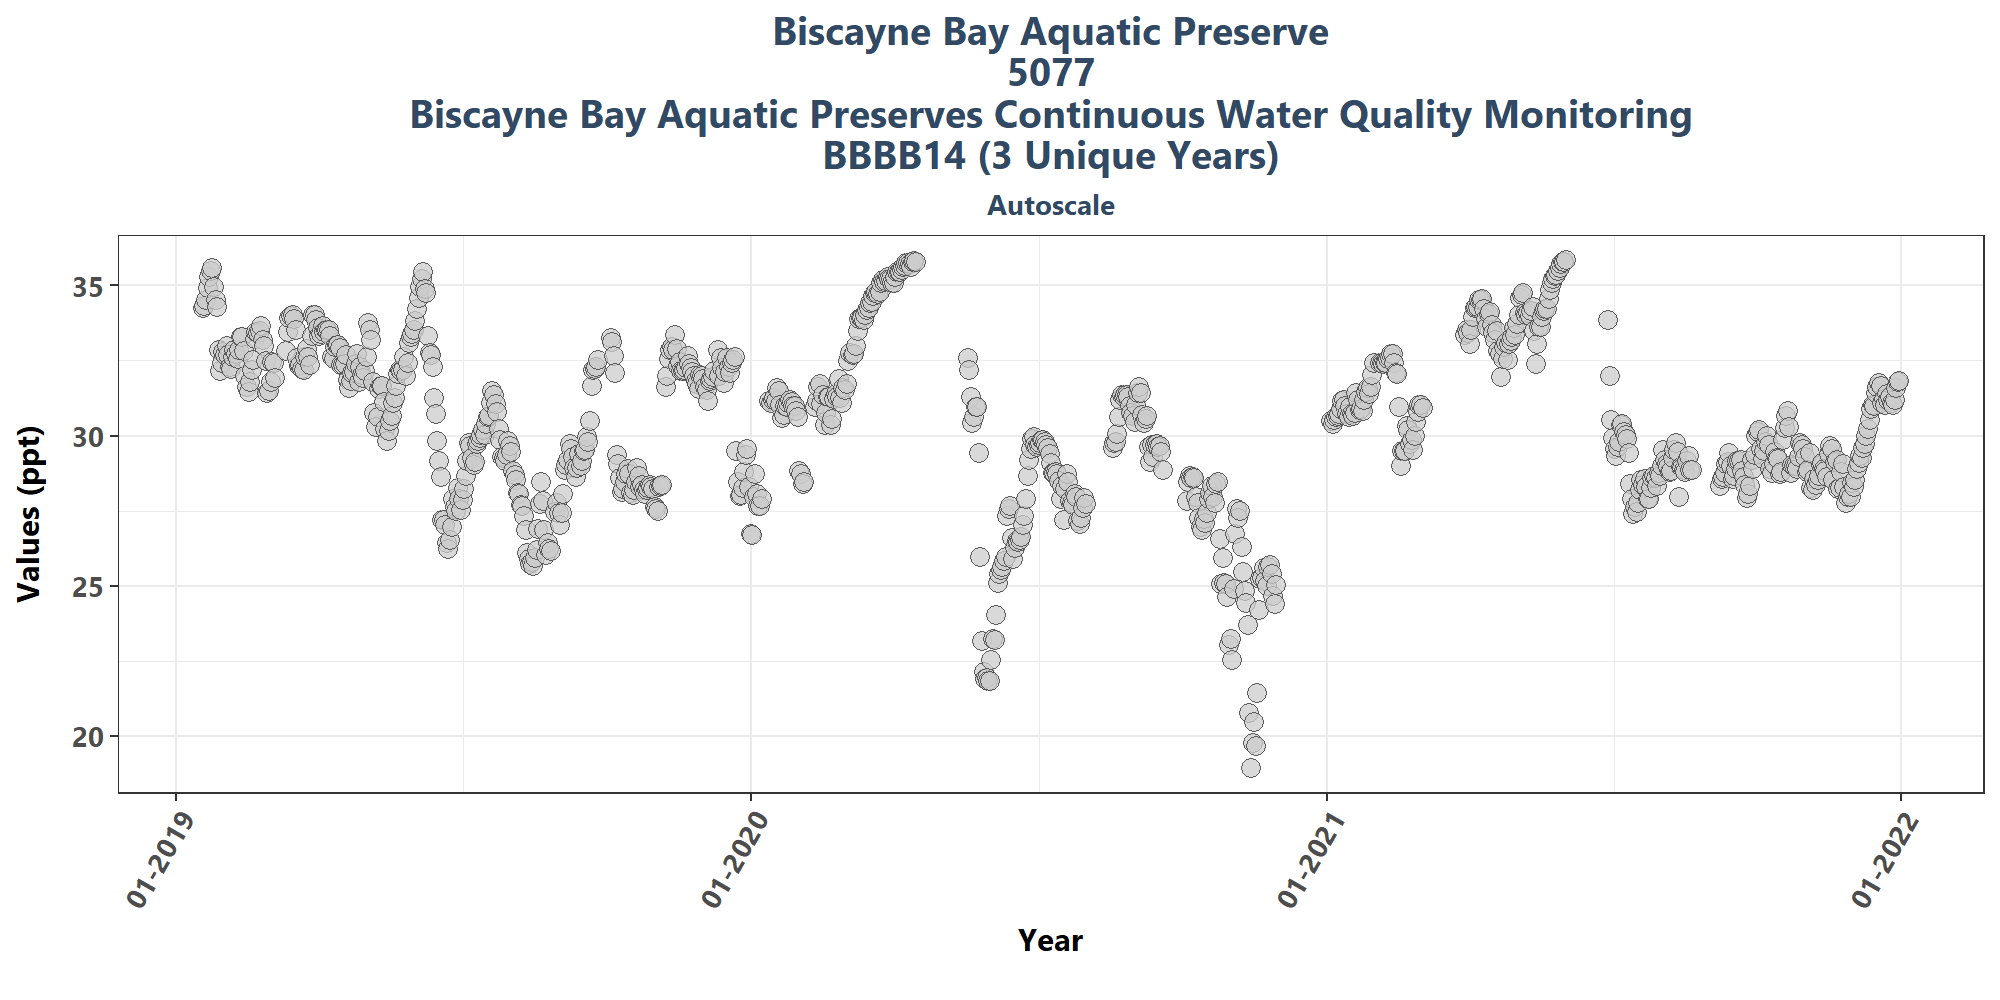 Biscayne Bay Aquatic Preserve
5077
Biscayne Bay Aquatic Preserves Continuous Water Quality Monitoring
BBBB14 (3 Unique Years)
Autoscale
Values (ppt)
35
30
25
20
01-2019
01-2020
01-2021
01-2022
Year